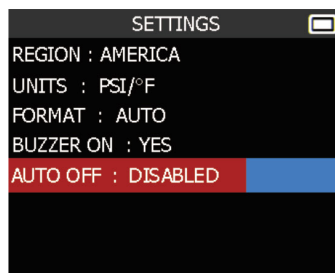 SETTINGS
REGION : AMERICA
UNITS : PSI/°F
FORMAT : AUTO
BUZZER ON : YES
AUTO OFF : DISABLED